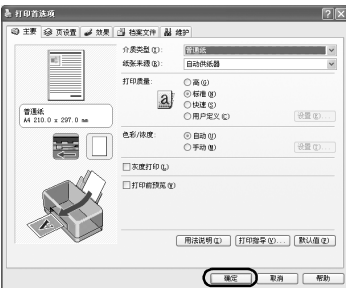 打印首选项
主要 页设置 效果 档案文件 维护
介质类型(T): 普通纸
纸张来源(R): 自动供纸器
打印质量: 高(G)
标准(N)
快速(S)
用户定义(C) 设置(E)...
普通纸
A4 210.0 x 297.0 mm
色彩/浓度: 自动(U)
手动(M) 设置(I)...
灰度打印(L)
打印前预览(W)
用法说明(Z) 打印指导(V)... 默认值(F)
确定 取消 帮助